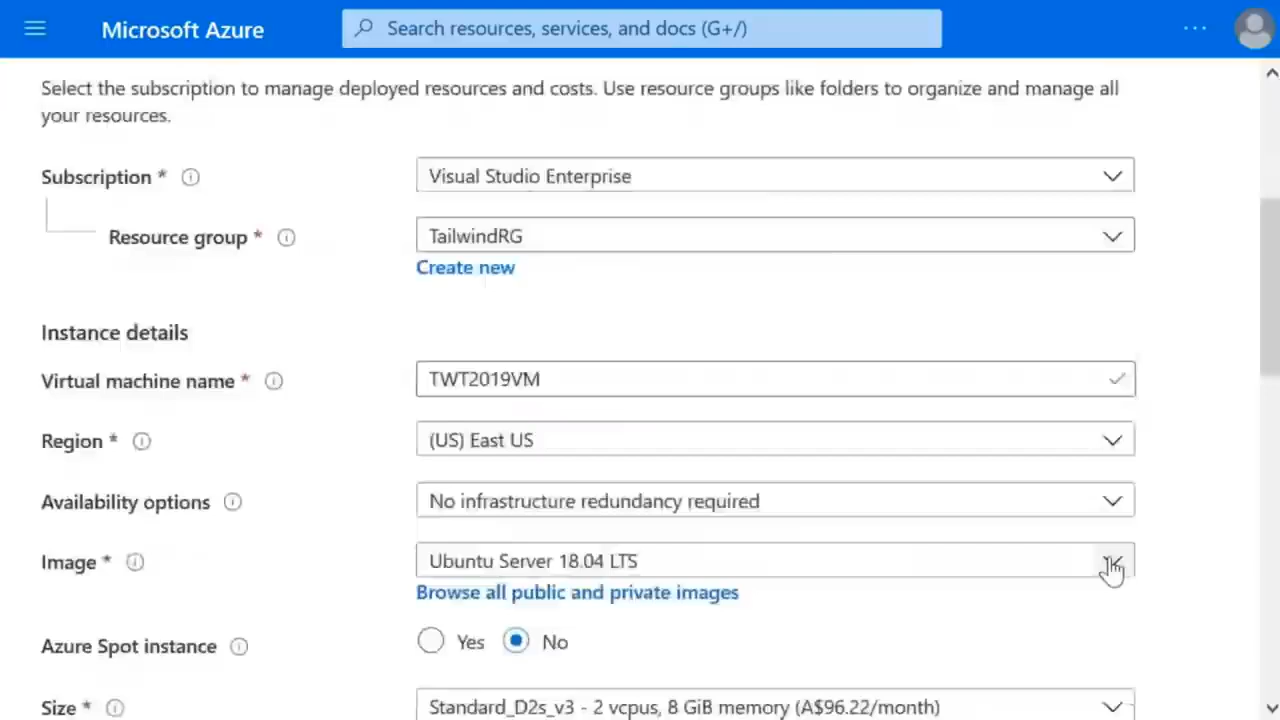 Microsoft Azure
Search resources, services, and docs (G+/)
Select the subscription to manage deployed resources and costs. Use resource groups like folders to organize and manage all
your resources.
Subscription *
Visual Studio Enterprise
Resource group *
TailwindRG
Create new
Instance details
Virtual machine name *
TWT2019VM
Region *
(US) East US
Availability options
No infrastructure redundancy required
Image *
Ubuntu Server 18.04 LTS
Browse all public and private images
Azure Spot instance
Yes
No
Size *
Standard_D2s_v3 - 2 vcpus, 8 GiB memory (A$96.22/month)